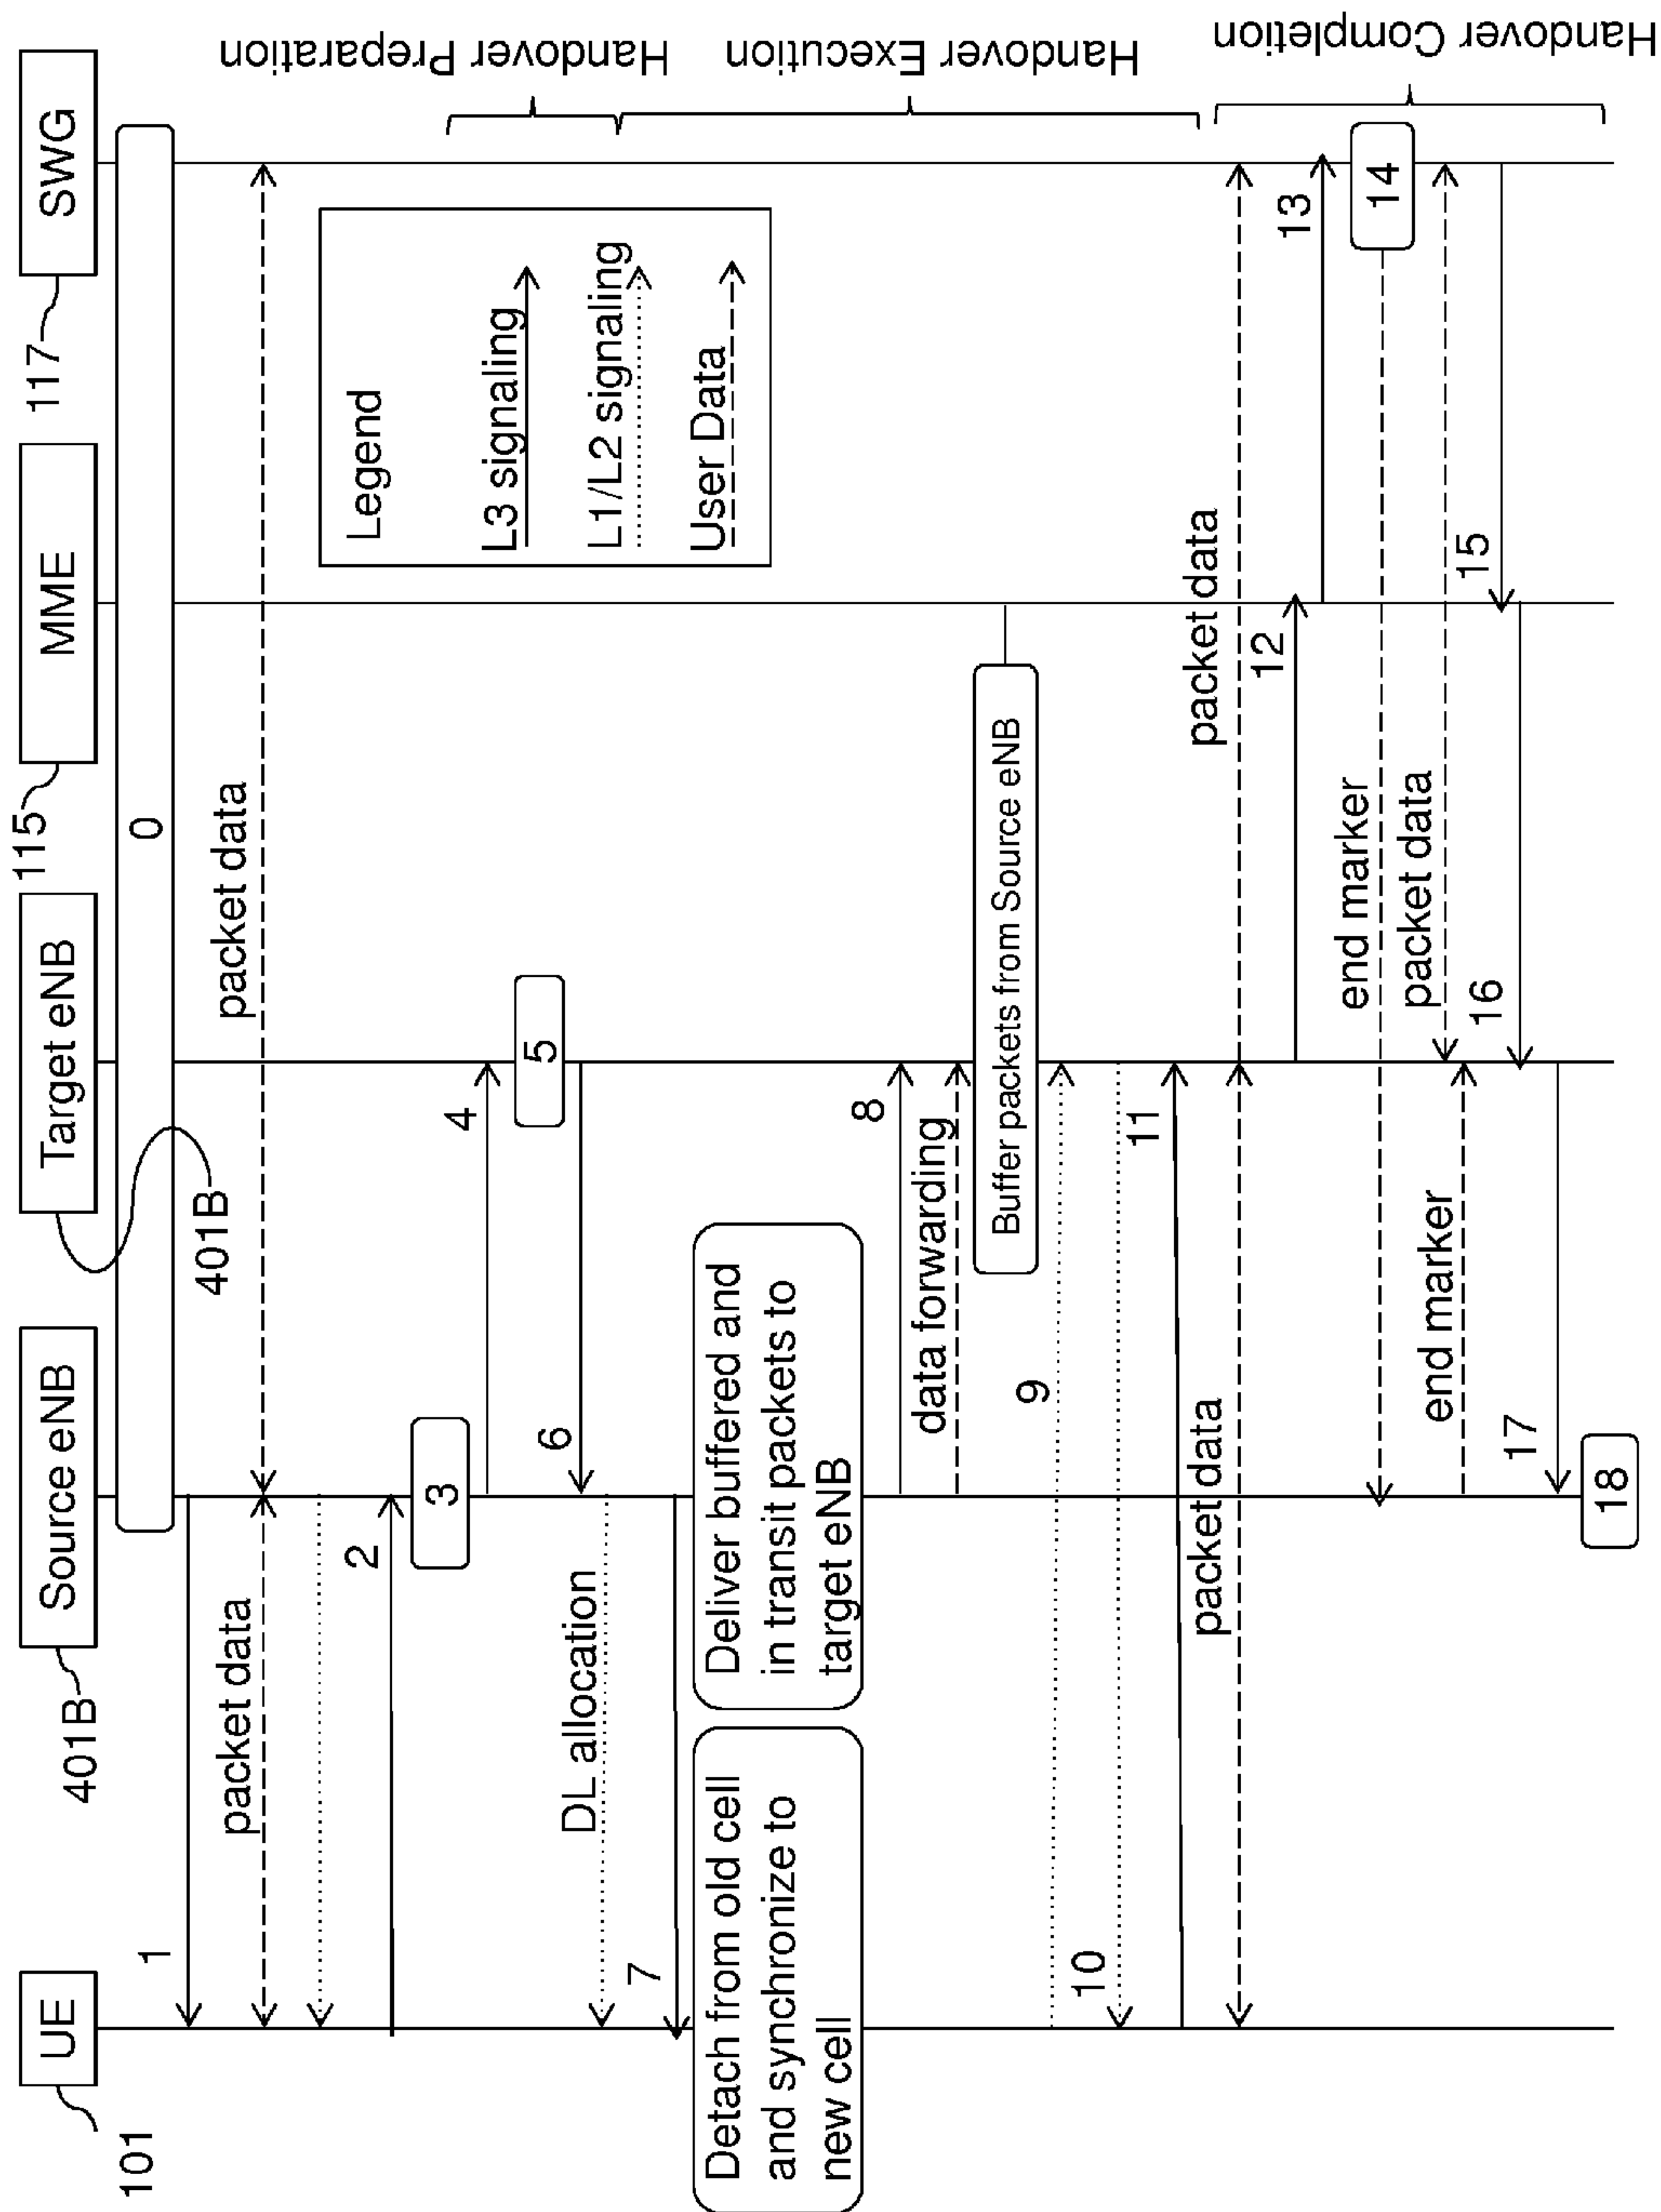 UE
101
Source eNB
401B
Target eNB
401B
MME
115
SWG
117
0
1
packet data
packet data
2
3
4
5
6
DL allocation
7
Legend
L3 signaling
L1/L2 signaling
User Data
Handover Preparation
Handover Execution
Handover Completion
Detach from old cell
and synchronize to
new cell
Deliver buffered and
in transit packets to
target eNB
8
data forwarding
Buffer packets from Source eNB
9
10
11
packet data
packet data
12
13
14
end marker
packet data
end marker
15
16
17
18